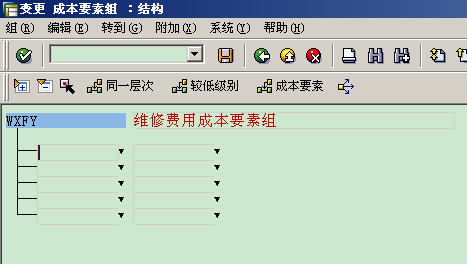 变更 成本要素组 ：结构
组(R) 编辑(E) 转到(G) 附加(X) 系统(Y) 帮助(H)
同一层次 较低级别 成本要素
WXFY 维修费用成本要素组